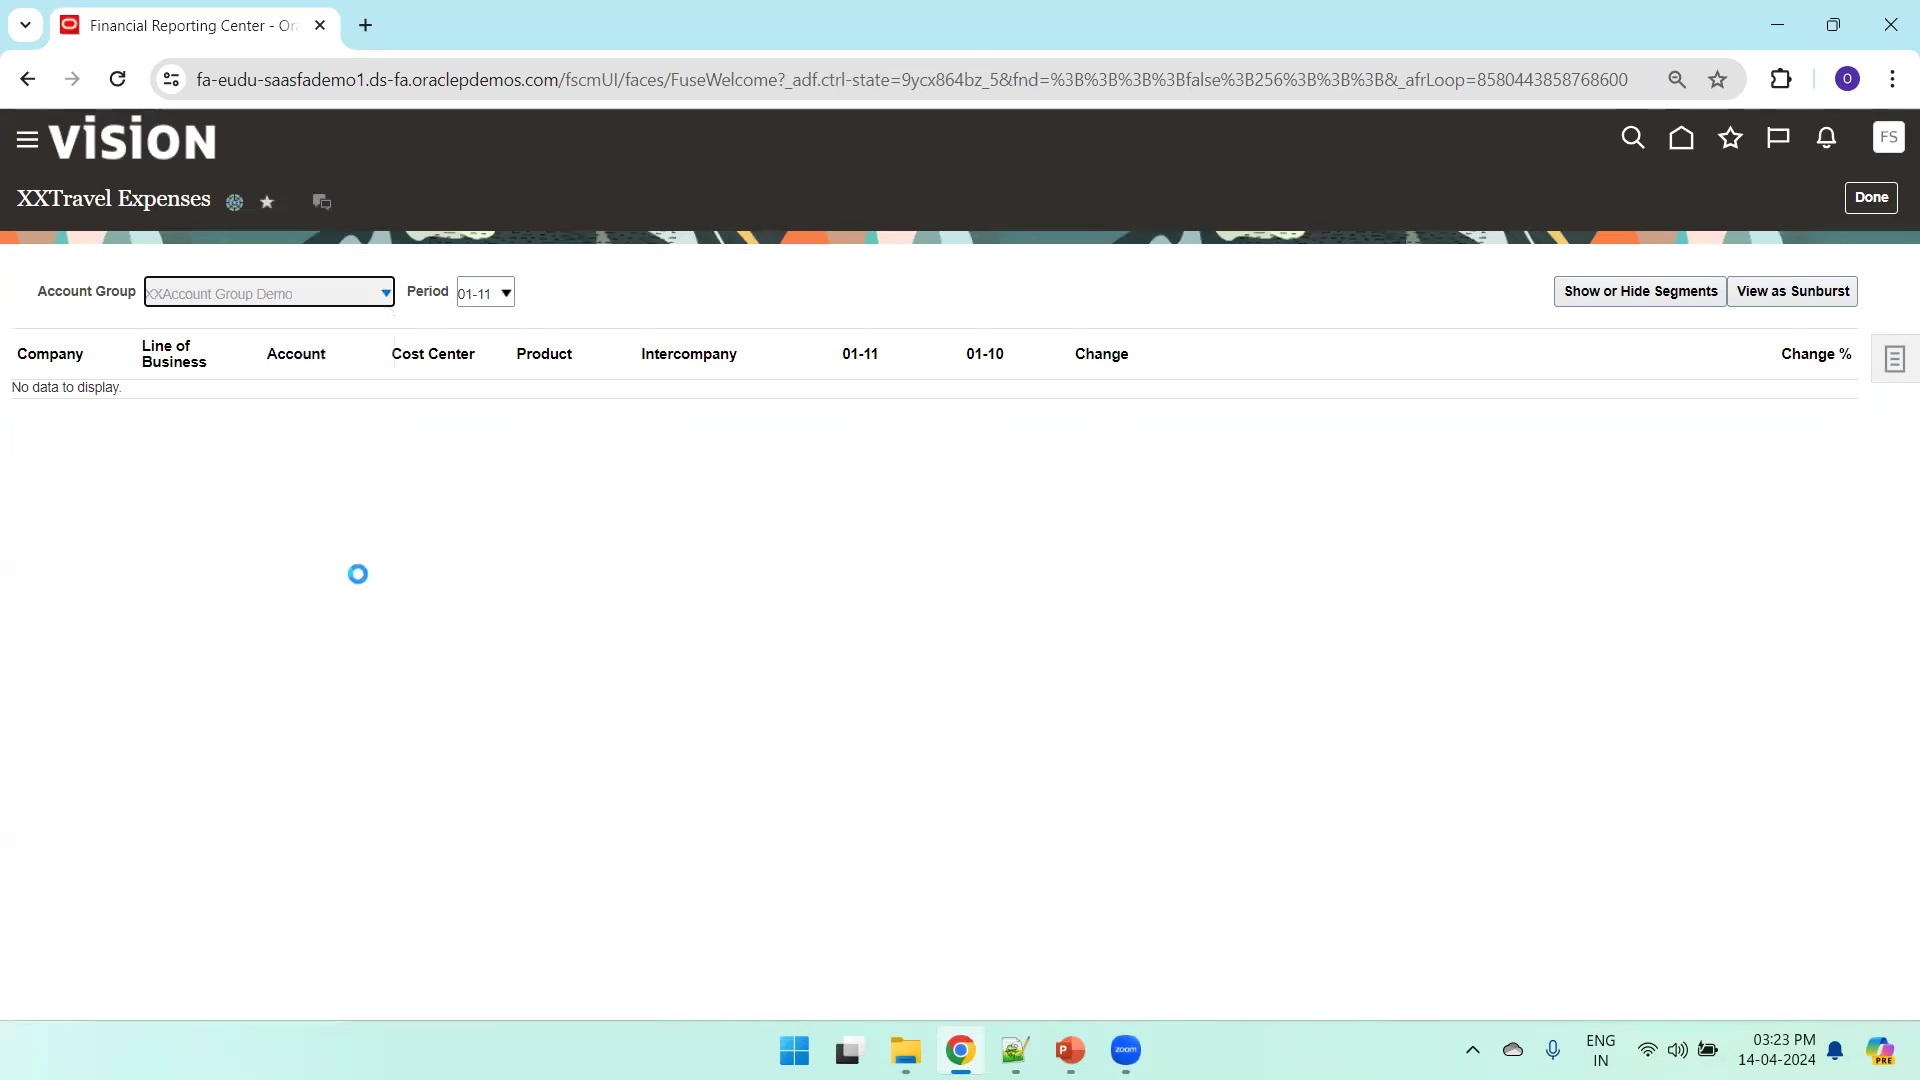 Financial Reporting Center - Or
fa-eudu-saasfademo1.ds-fa.oraclepdemos.com/fscmUI/faces/FuseWelcome?_adf.ctrl-state=9ycx864bz_5&fnd=%3B%3B%3B%3Bfalse%3B256%3B%3B%3B&_afrLoop=8580443858768600
O
VISION
FS
XXTravel Expenses
Done
Account Group XXAccount Group Demo Period 01-11 Show or Hide Segments View as Sunburst
Company Line of Business Account Cost Center Product Intercompany 01-11 01-10 Change Change %
No data to display.
P
zoom
ENG
IN
03:23 PM
14-04-2024
PRE